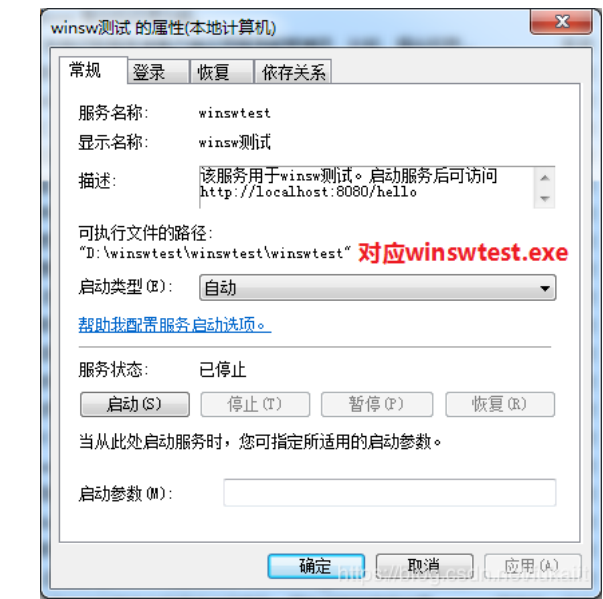 winsw测试 的属性(本地计算机)
常规 登录 恢复 依存关系
服务名称: winswtest
显示名称: winsw测试
描述: 该服务用于winsw测试。启动服务后可访问
http://localhost:8080/hello
可执行文件的路径:
"D:\winswtest\winswtest\winswtest" 对应winswtest.exe
启动类型(E): 自动
帮助我配置服务启动选项。
服务状态: 已停止
启动(S) 停止(T) 暂停(P) 恢复(R)
当从此处启动服务时，您可指定所适用的启动参数。
启动参数(M):
确定 取消 应用(A)